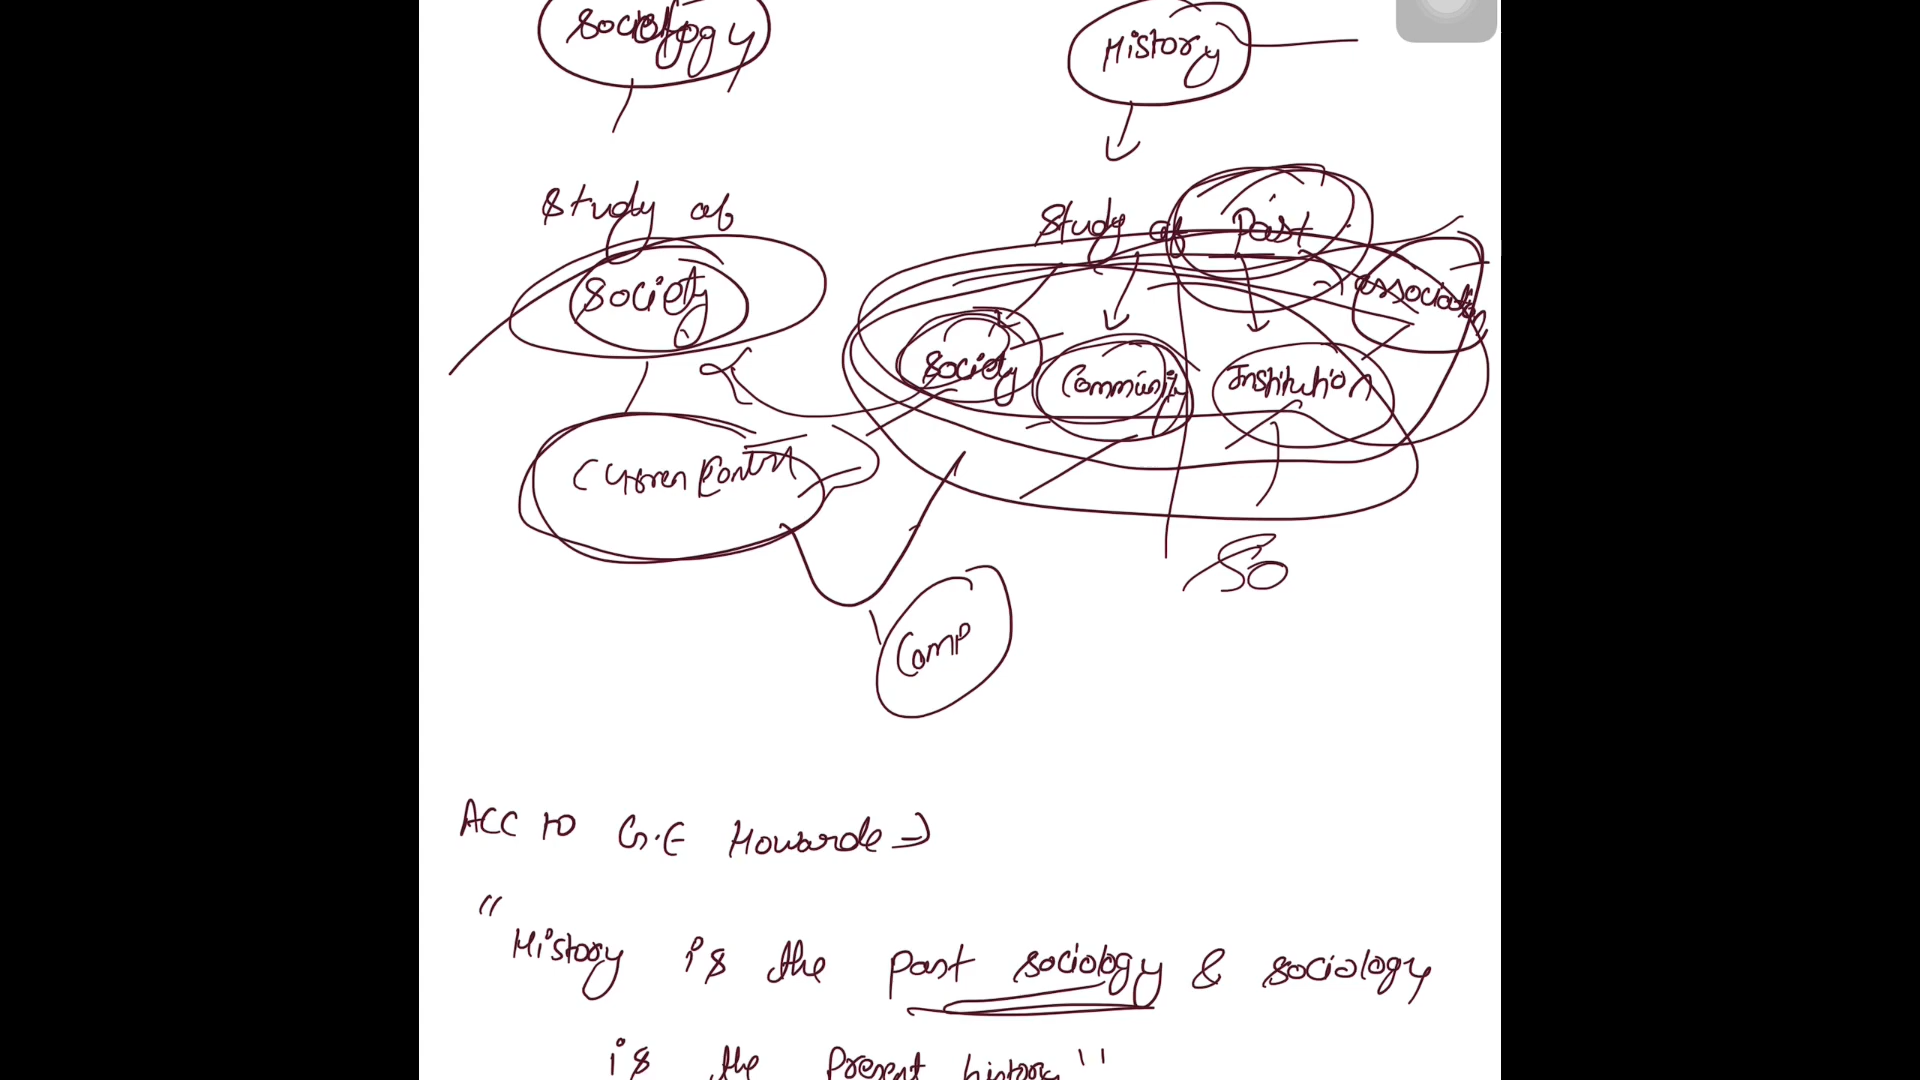 Sociology
History
Study of
Society
Study of Past
Society
Community
Institution
Association
Current
So
Comp
ACC to G.E Howarde →
"History is the past sociology & sociology
is the Present history"